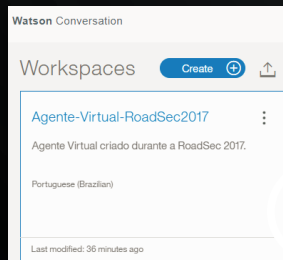 Watson Conversation
Workspaces
Create
Agente-Virtual-RoadSec2017
Agente Virtual criado durante a RoadSec 2017.
Portuguese (Brazilian)
Last modified: 36 minutes ago